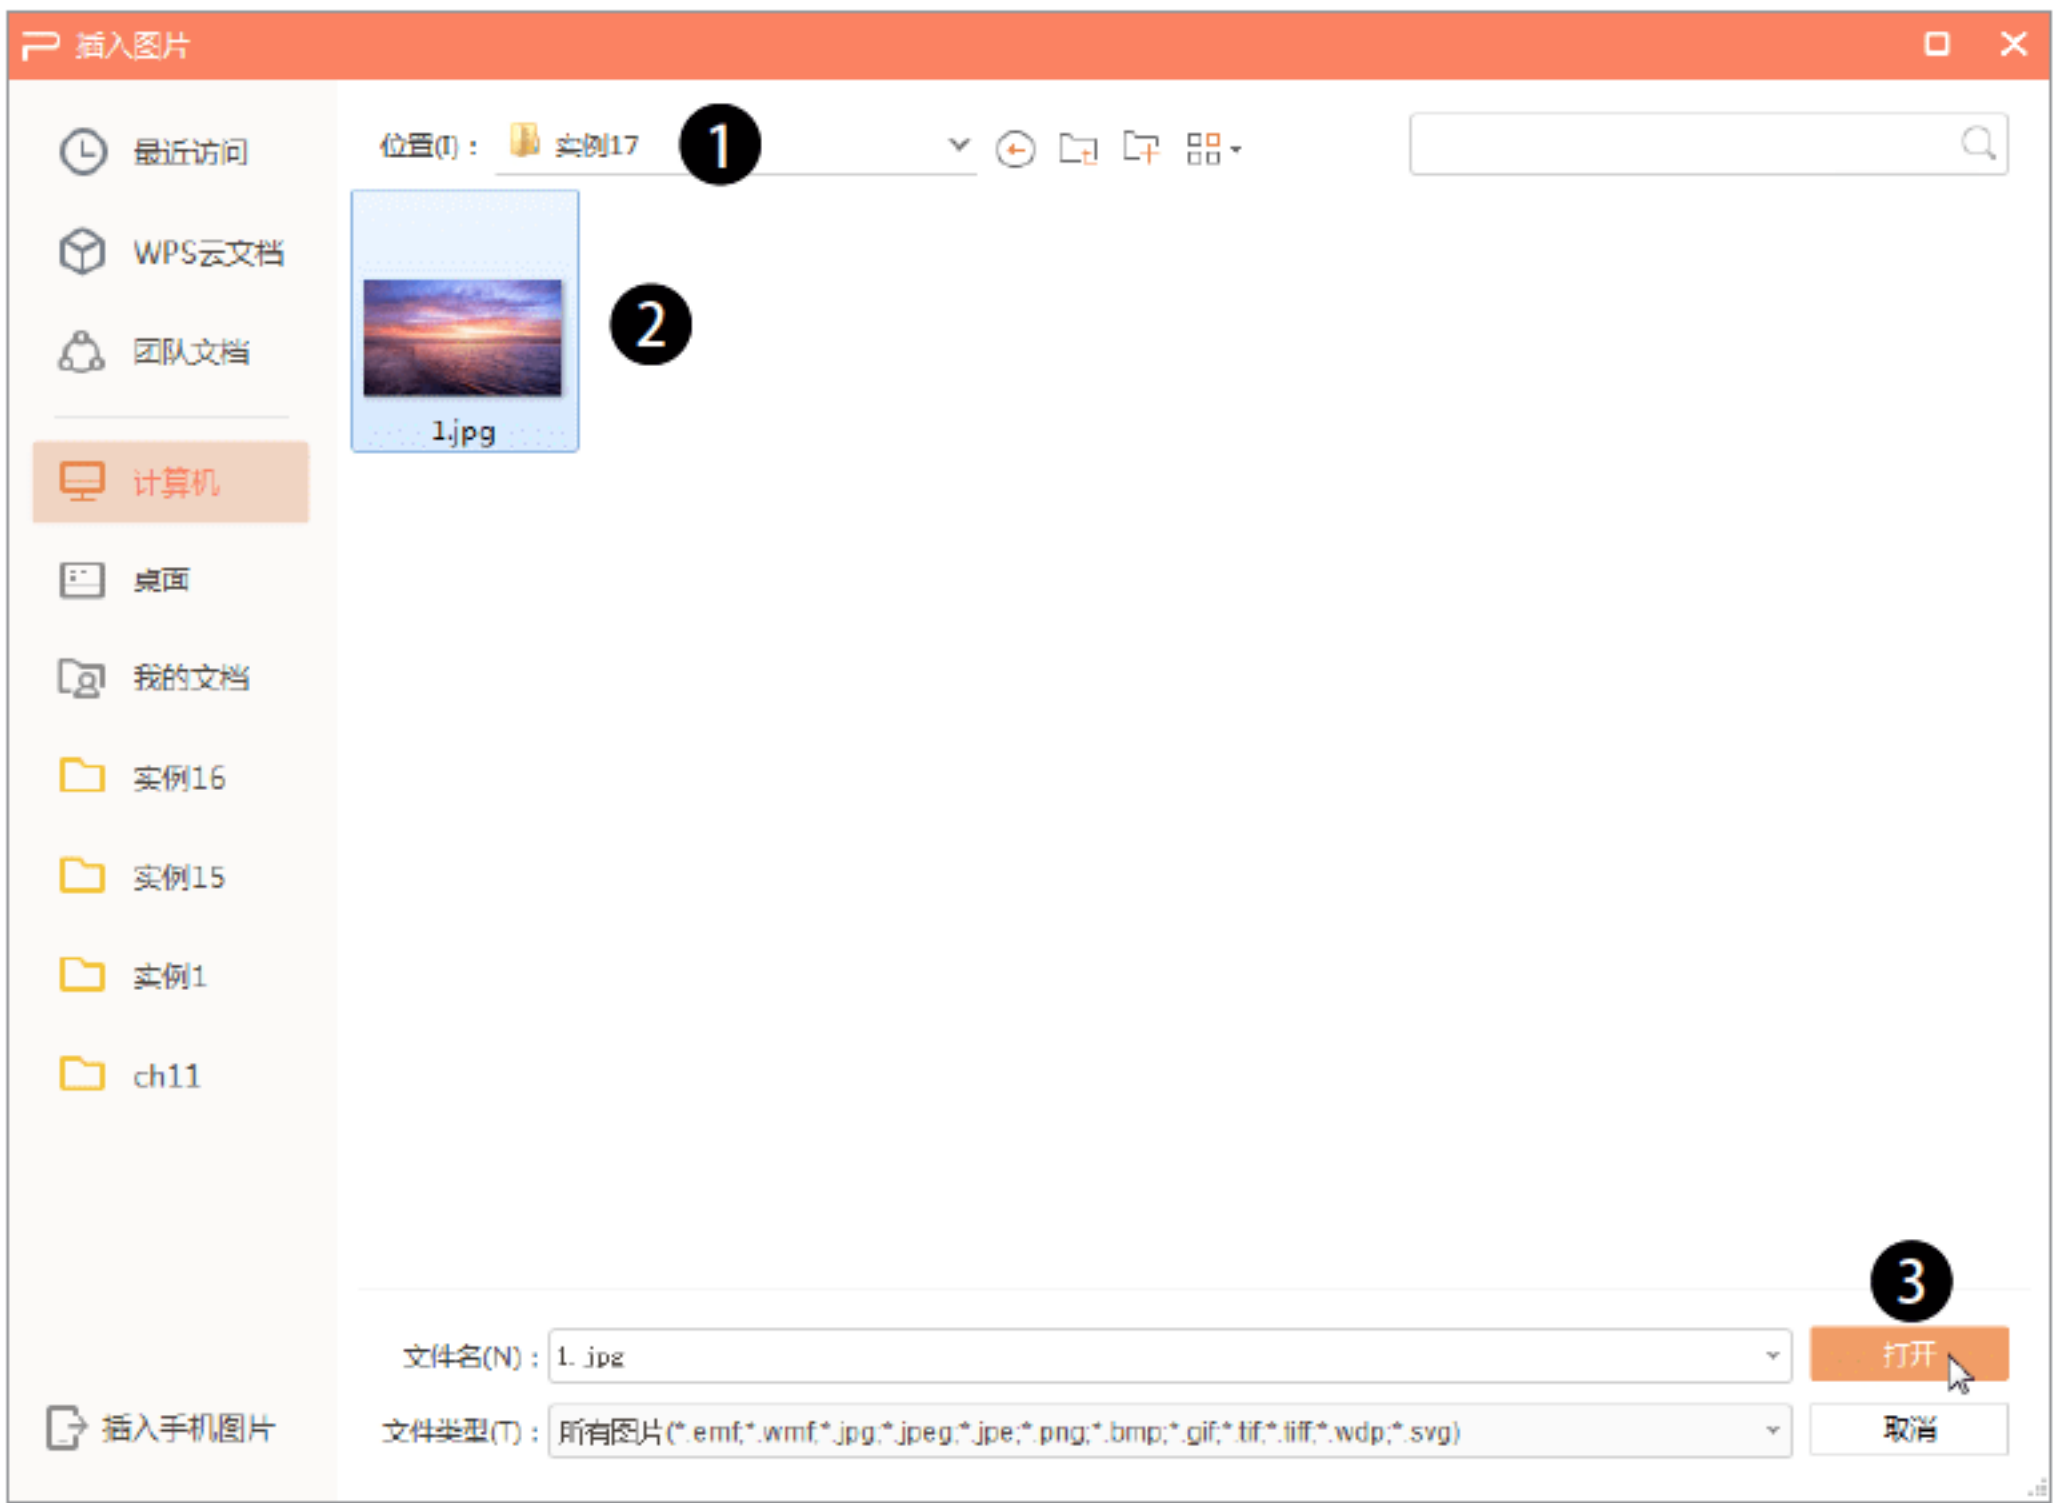 插入图片
最近访问
WPS云文档
团队文档
计算机
桌面
我的文档
实例16
实例15
实例1
ch11
插入手机图片
位置(I)： 实例17 1
2
1.jpg
3
文件名(N)： 1. jpg 打开
文件类型(T)： 所有图片(*.emf;*.wmf;*.jpg;*.jpeg;*.jpe;*.png;*.bmp;*.gif;*.tif;*.tiff;*.wdp;*.svg) 取消